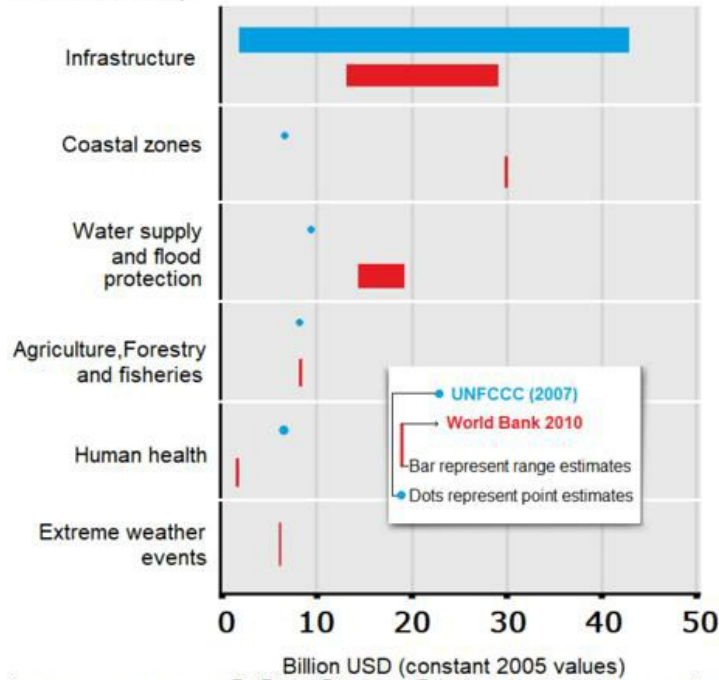 Infrastructure
Coastal zones
Water supply
and flood
protection
Agriculture,Forestry
and fisheries
Human health
Extreme weather
events
UNFCCC (2007)
World Bank 2010
Bar represent range estimates
Dots represent point estimates
0 10 20 30 40 50
Billion USD (constant 2005 values)